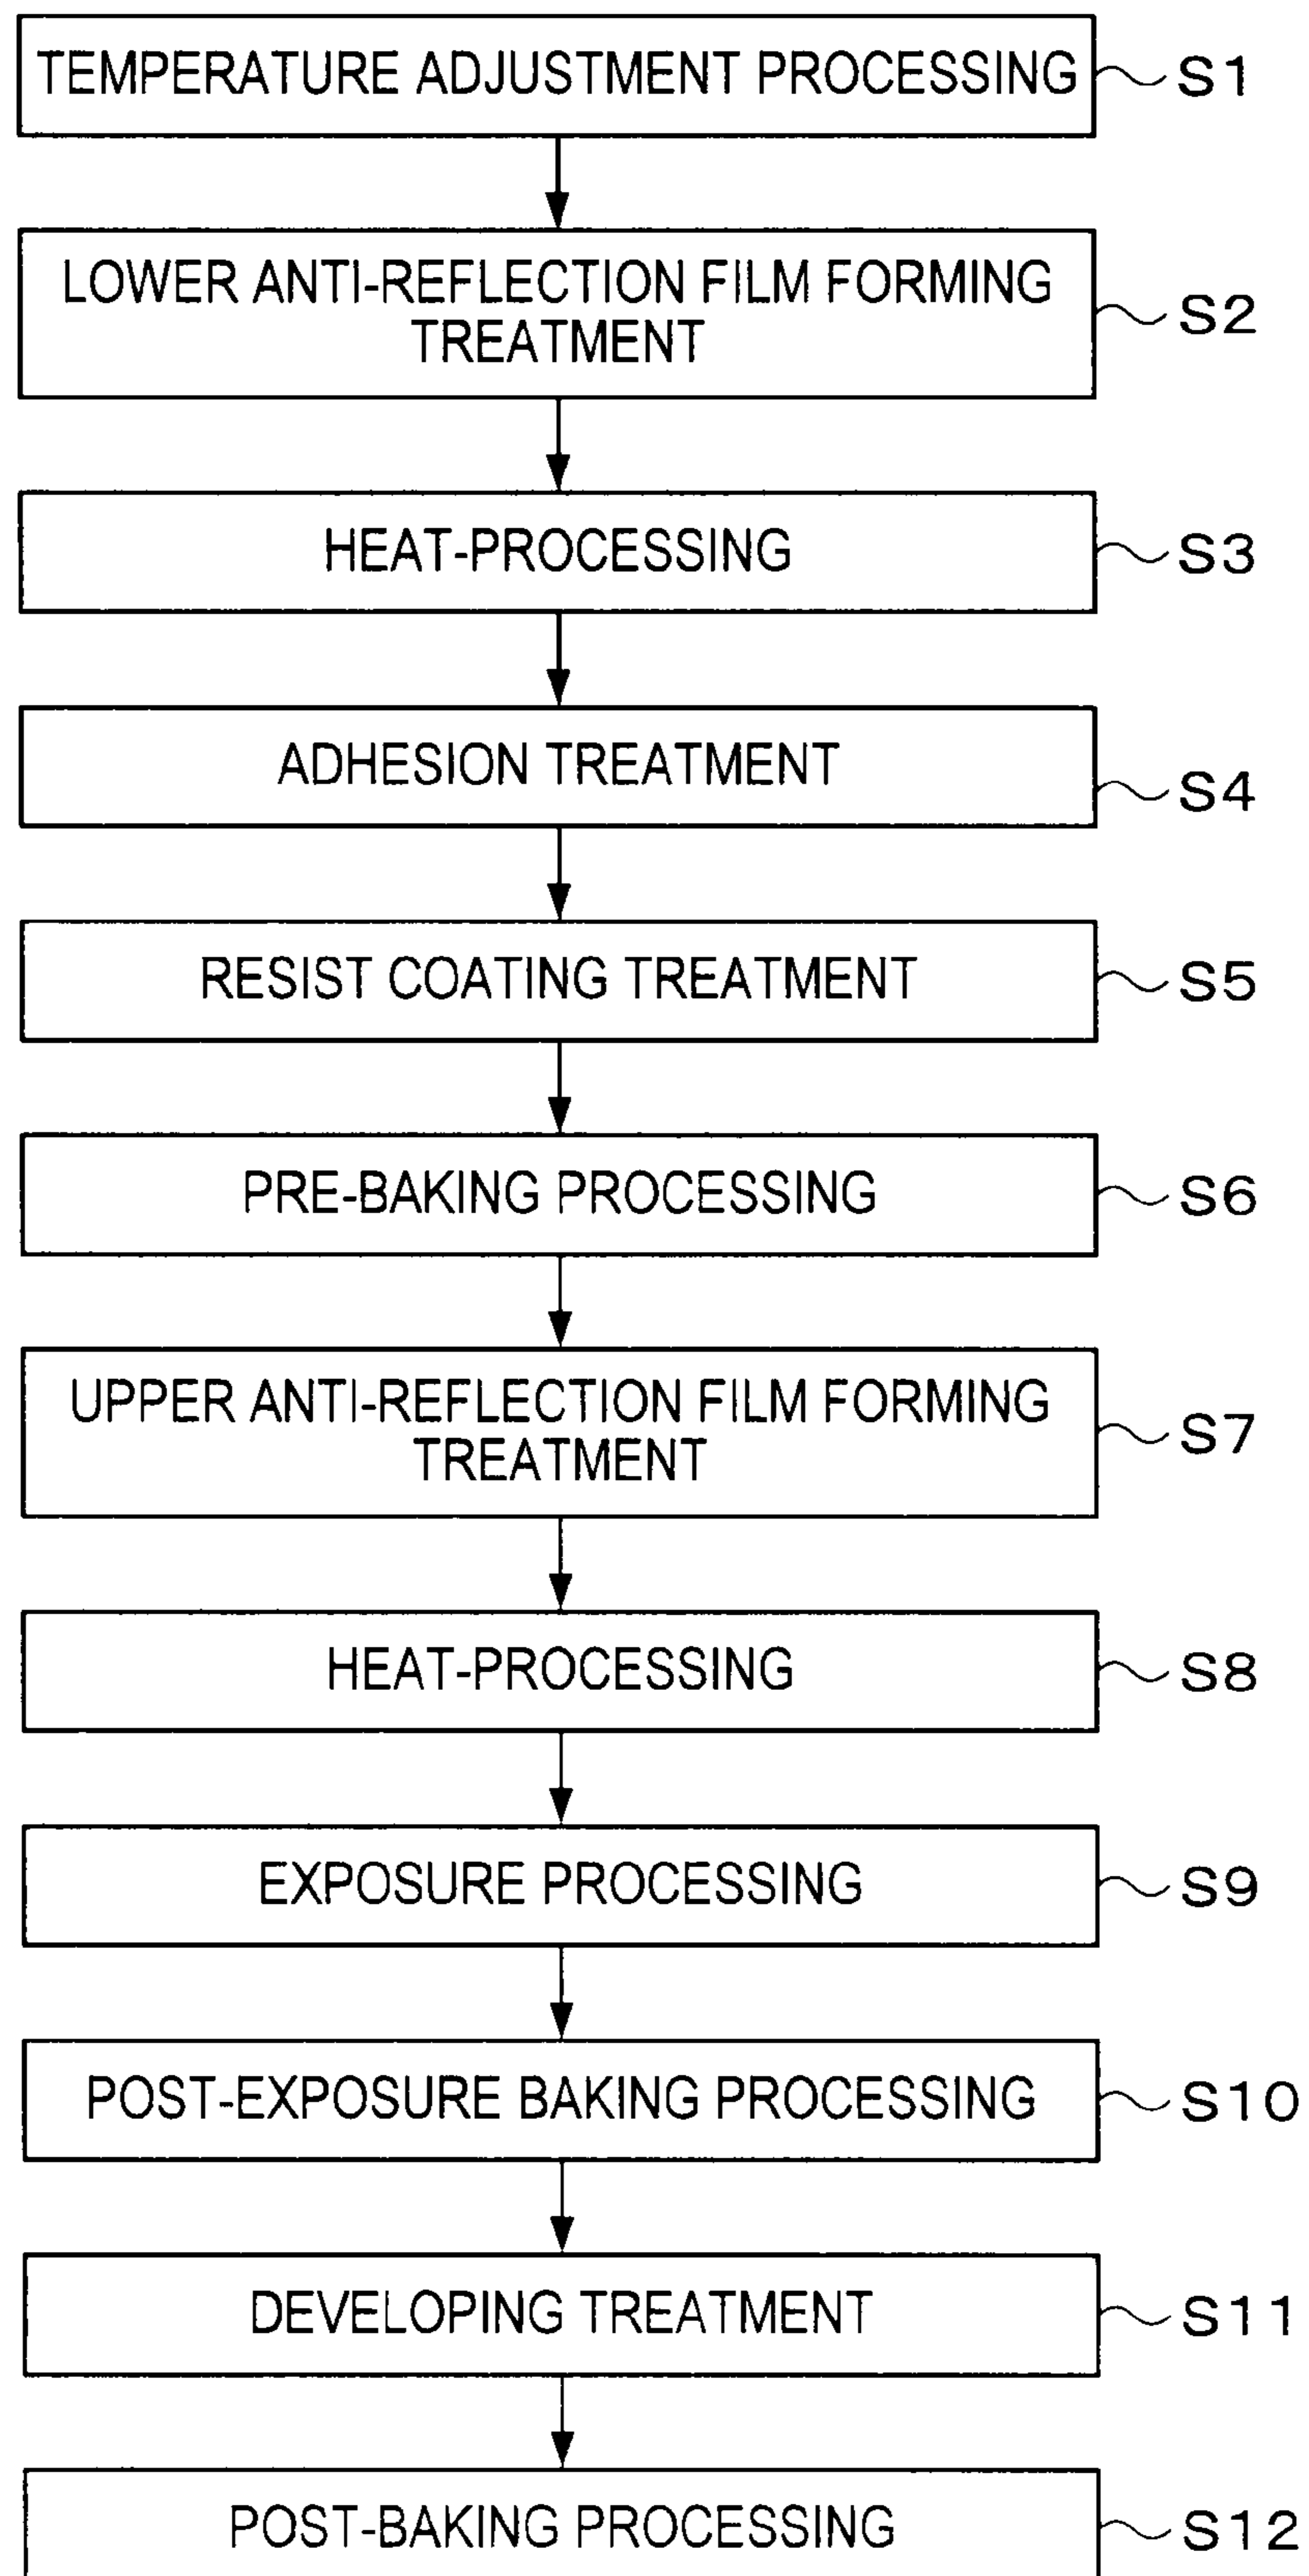 TEMPERATURE ADJUSTMENT PROCESSING S1
LOWER ANTI-REFLECTION FILM FORMING
TREATMENT S2
HEAT-PROCESSING S3
ADHESION TREATMENT S4
RESIST COATING TREATMENT S5
PRE-BAKING PROCESSING S6
UPPER ANTI-REFLECTION FILM FORMING
TREATMENT S7
HEAT-PROCESSING S8
EXPOSURE PROCESSING S9
POST-EXPOSURE BAKING PROCESSING S10
DEVELOPING TREATMENT S11
POST-BAKING PROCESSING S12